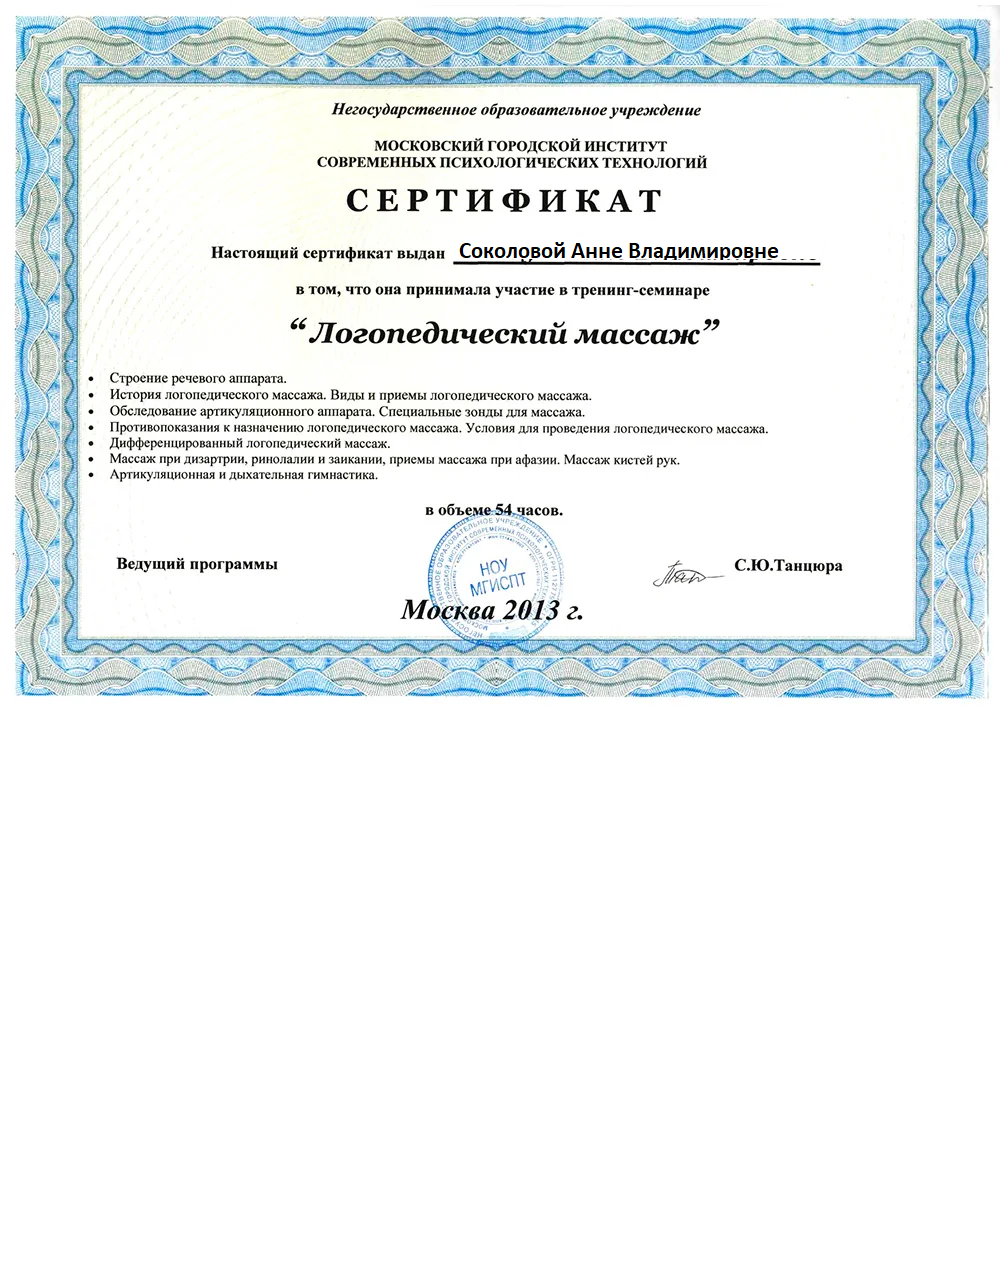 Негосударственное образовательное учреждение
МОСКОВСКИЙ ГОРОДСКОЙ ИНСТИТУТ
СОВРЕМЕННЫХ ПСИХОЛОГИЧЕСКИХ ТЕХНОЛОГИЙ
СЕРТИФИКАТ
Настоящий сертификат выдан Соколовой Анне Владимировне
в том, что она принимала участие в тренинг-семинаре
“Логопедический массаж”
• Строение речевого аппарата.
• История логопедического массажа. Виды и приемы логопедического массажа.
• Обследование артикуляционного аппарата. Специальные зонды для массажа.
• Противопоказания к назначению логопедического массажа. Условия для проведения логопедического массажа.
• Дифференцированный логопедический массаж.
• Массаж при дизартрии, ринолалии и заикании, приемы массажа при афазии. Массаж кистей рук.
• Артикуляционная и дыхательная гимнастика.
в объеме 54 часов.
НОУ
МГИСПТ
Ведущий программы С.Ю.Танцюра
Москва 2013 г.